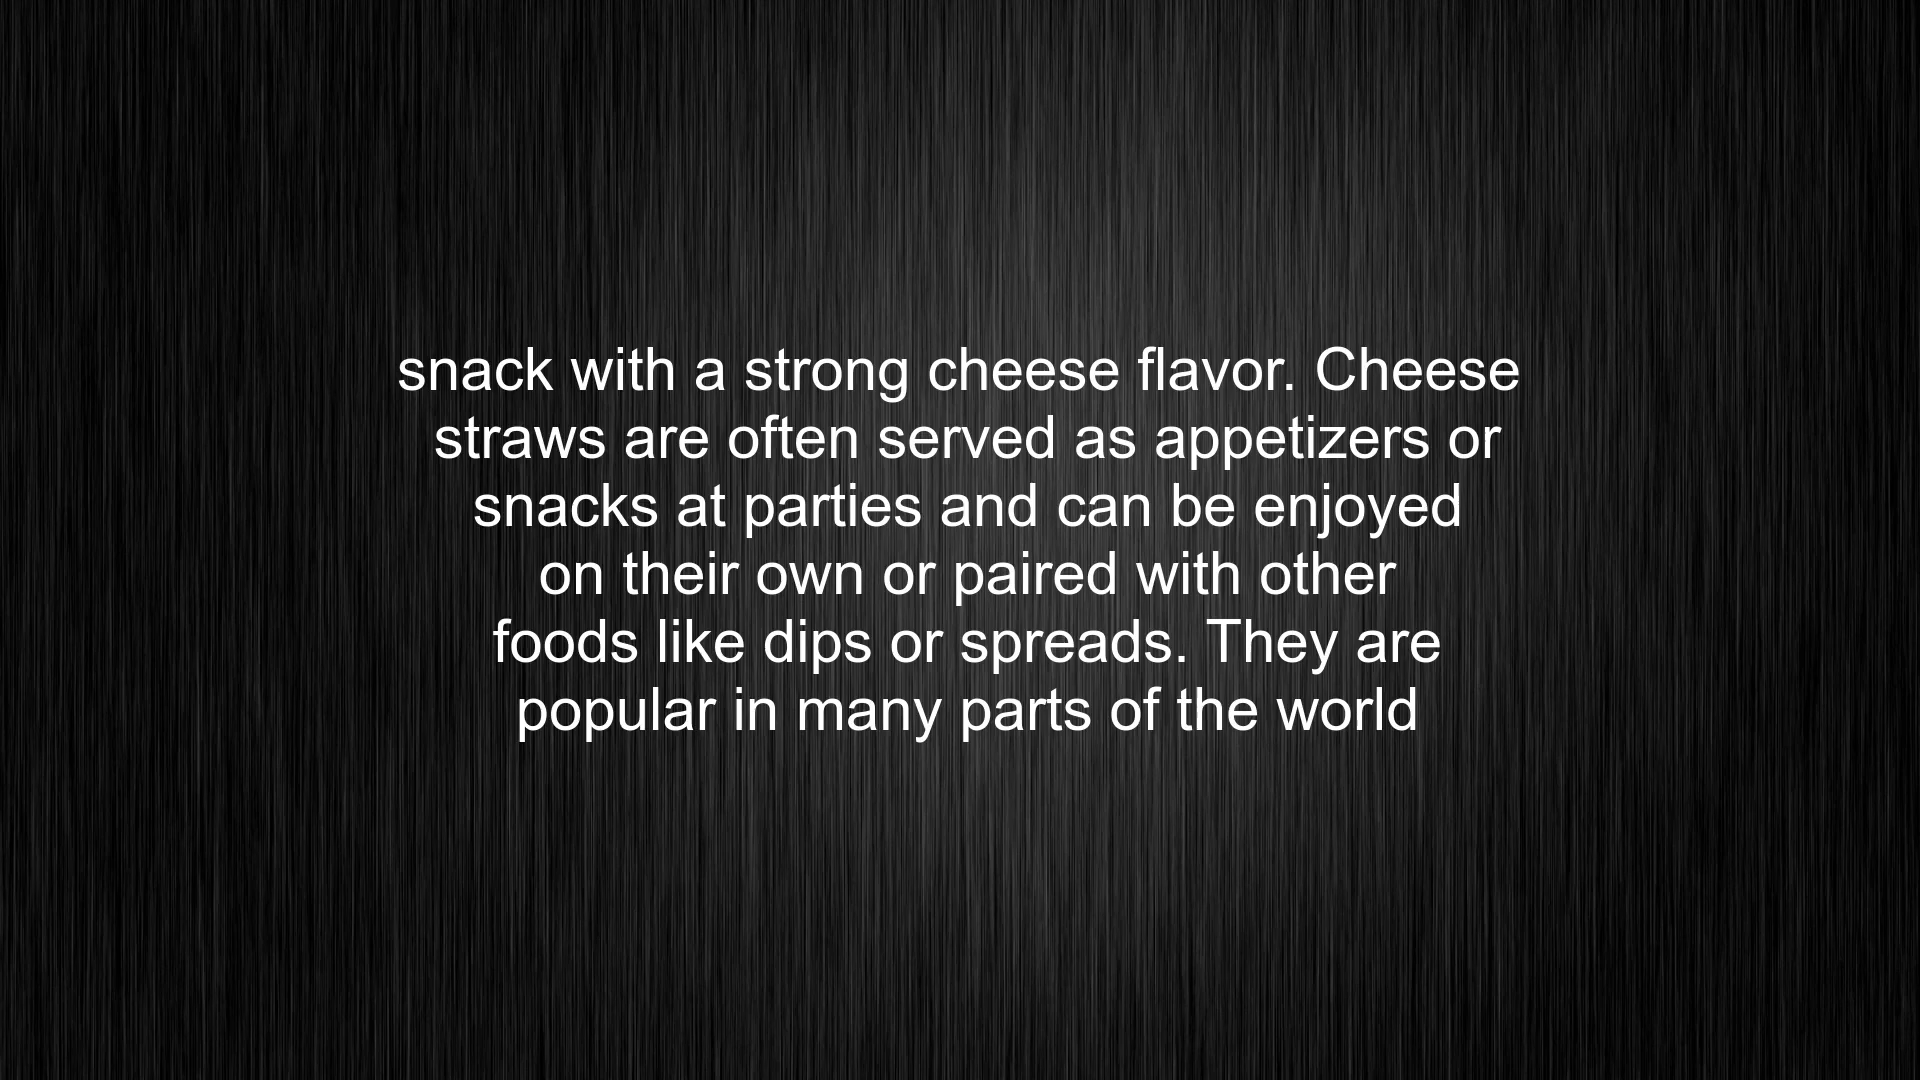 snack with a strong cheese flavor. Cheese
straws are often served as appetizers or
snacks at parties and can be enjoyed
on their own or paired with other
foods like dips or spreads. They are
popular in many parts of the world